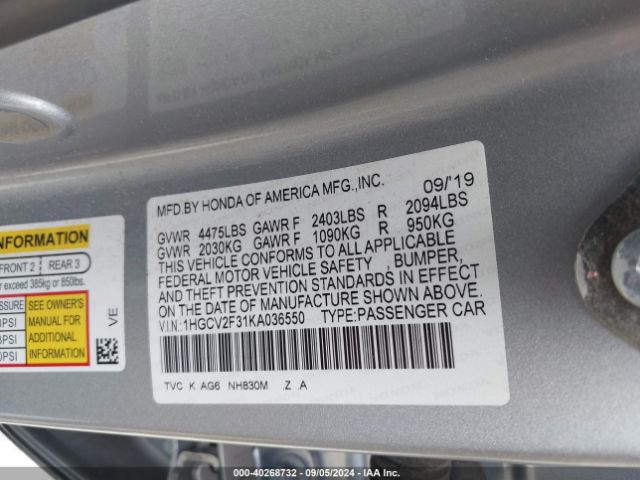 MFD.BY HONDA OF AMERICA MFG.,INC. 09/'19
GVWR 4475LBS GAWR F 2403LBS R 2094LBS
GVWR 2030KG GAWR F 1090KG R 950KG
THIS VEHICLE CONFORMS TO ALL APPLICABLE
FEDERAL MOTOR VEHICLE SAFETY , BUMPER,
AND THEFT PREVENTION STANDARDS IN EFFECT
ON THE DATE OF MANUFACTURE SHOWN ABOVE.
V.I.N.:1HGCV2F31KA036550 TYPE:PASSENGER CAR
TVC K AG6 NH830M .Z .A
INFORMATION
FRONT 2 REAR 3
exceed 385kg or 850lbs.
SEE OWNER'S
MANUAL FOR
ADDITIONAL
INFORMATION
PSI
PSI
PSI
VE
000-40268732 - 09/05/2024 - IAA Inc.